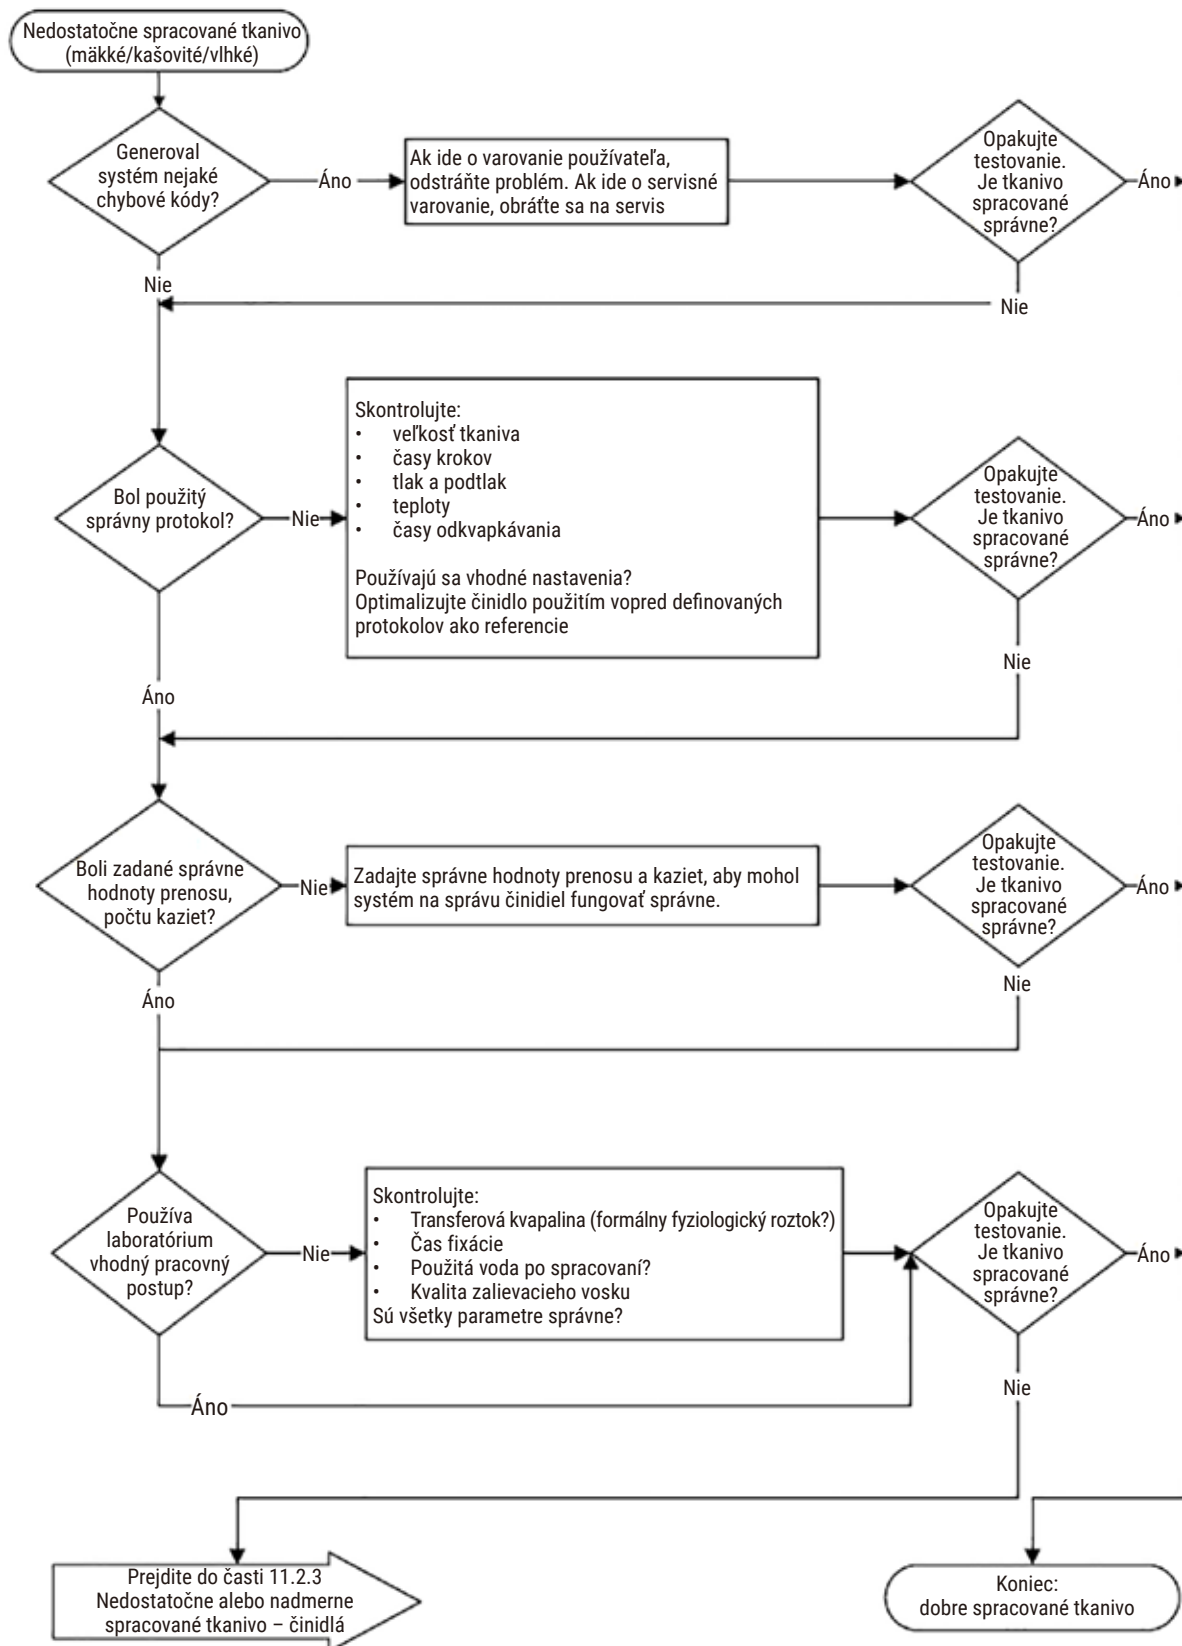 Nedostatočne spracované tkanivo
(mäkké/kašovité/vlhké)
Generoval
systém nejaké
chybové kódy?
Áno
Ak ide o varovanie používateľa,
odstráňte problém. Ak ide o servisné
varovanie, obráťte sa na servis
Opakujte
testovanie.
Je tkanivo
spracované
správne?
Áno
Nie
Nie
Bol použitý
správny protokol?
Nie
Skontrolujte:
• veľkosť tkaniva
• časy krokov
• tlak a podtlak
• teploty
• časy odkvapkávania
Používajú sa vhodné nastavenia?
Optimalizujte činidlo použitím vopred definovaných
protokolov ako referencie
Opakujte
testovanie.
Je tkanivo
spracované
správne?
Áno
Nie
Áno
Boli zadané správne
hodnoty prenosu,
počtu kaziet?
Nie
Zadajte správne hodnoty prenosu a kaziet, aby mohol
systém na správu činidiel fungovať správne.
Opakujte
testovanie.
Je tkanivo
spracované
správne?
Áno
Nie
Áno
Používa
laboratórium
vhodný pracovný
postup?
Nie
Skontrolujte:
• Transferová kvapalina (formálny fyziologický roztok?)
• Čas fixácie
• Použitá voda po spracovaní?
• Kvalita zalievacieho vosku
Sú všetky parametre správne?
Opakujte
testovanie.
Je tkanivo
spracované
správne?
Áno
Nie
Áno
Prejdite do časti 11.2.3
Nedostatočne alebo nadmerne
spracované tkanivo – činidlá
Koniec:
dobre spracované tkanivo